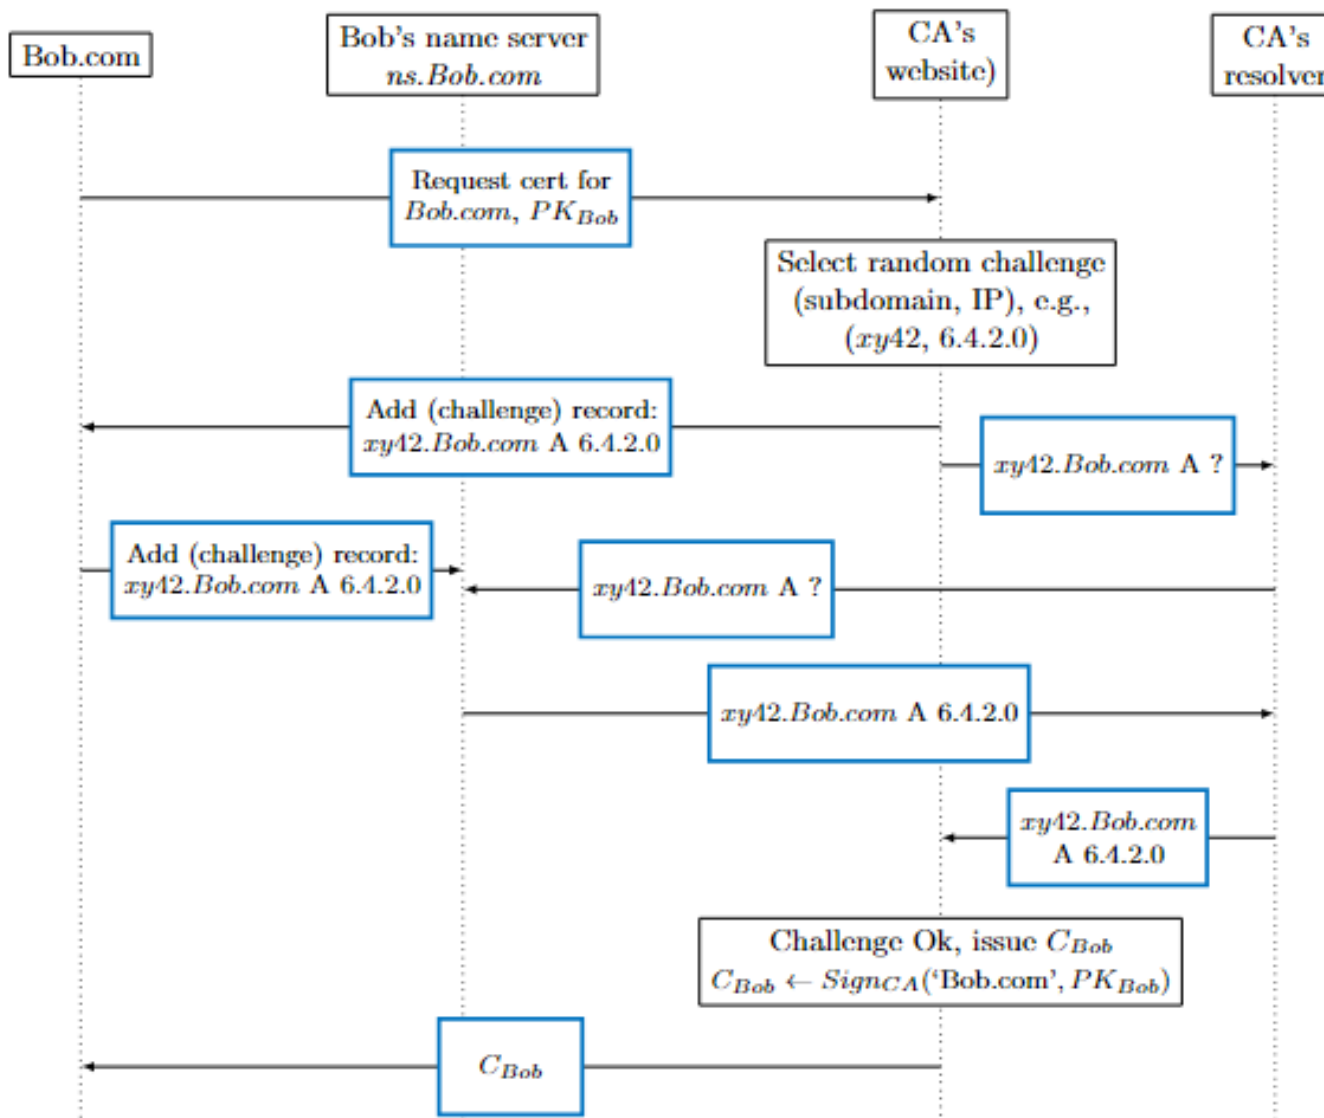 Bob.com
Bob's name server
ns.Bob.com
CA's
website)
CA's
resolver
Request cert for
Bob.com, PK_Bob
Select random challenge
(subdomain, IP), e.g.,
(xy42, 6.4.2.0)
Add (challenge) record:
xy42.Bob.com A 6.4.2.0
xy42.Bob.com A ?
Add (challenge) record:
xy42.Bob.com A 6.4.2.0
xy42.Bob.com A ?
xy42.Bob.com A 6.4.2.0
xy42.Bob.com
A 6.4.2.0
Challenge Ok, issue C_Bob
C_Bob ← Sign_CA(‘Bob.com’, PK_Bob)
C_Bob